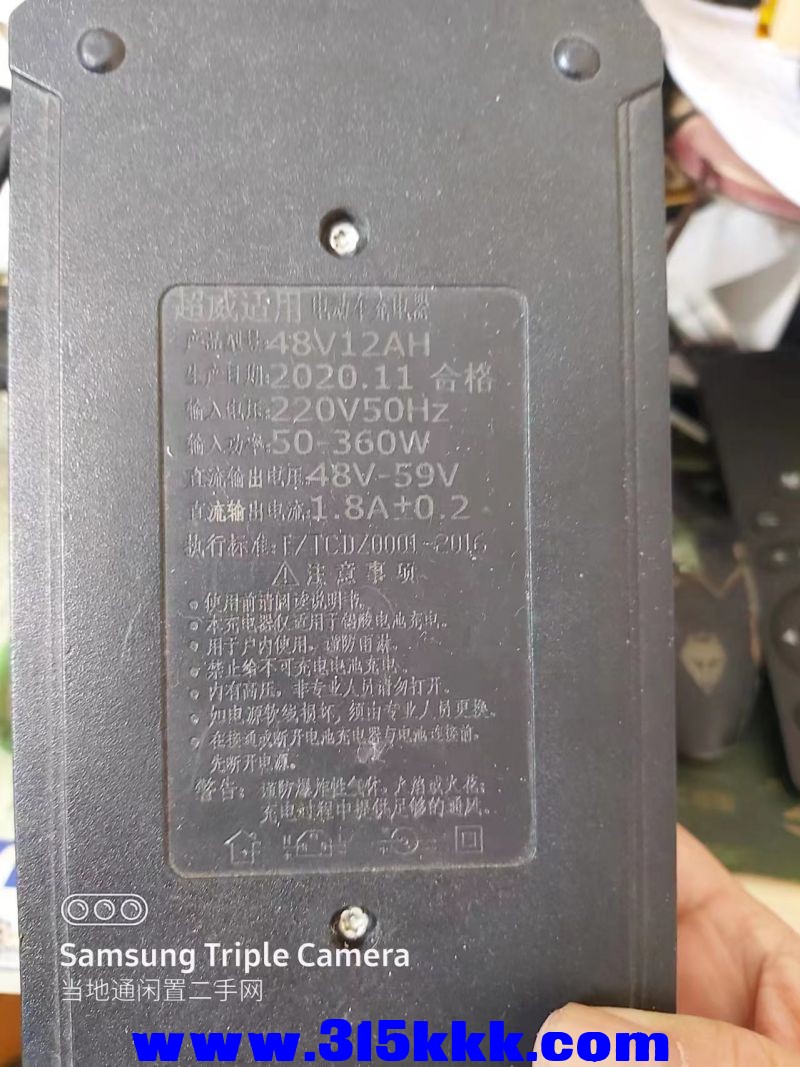 超威适用 电动车充电器
产品型号:48V12AH
生产日期:2020.11 合格
输入电压:220V50Hz
输入功率:50-360W
直流输出电压:48V-59V
直流输出电流:1.8A±0.2
执行标准:F/TCDZ0001-2016
⚠注意事项
使用前请阅读说明书。
本充电器仅适用于铅酸电池充电。
用于户内使用，谨防雨淋。
禁止给不可充电电池充电。
内有高压，非专业人员请勿打开。
如电源软线损坏，须由专业人员更换。
在接通或断开电池充电器与电池连接前，
先断开电源。
警告：谨防爆炸性气体，火焰或火花；
充电过程中提供足够的通风。
Samsung Triple Camera
当地通闲置二手网
www.315kkk.com